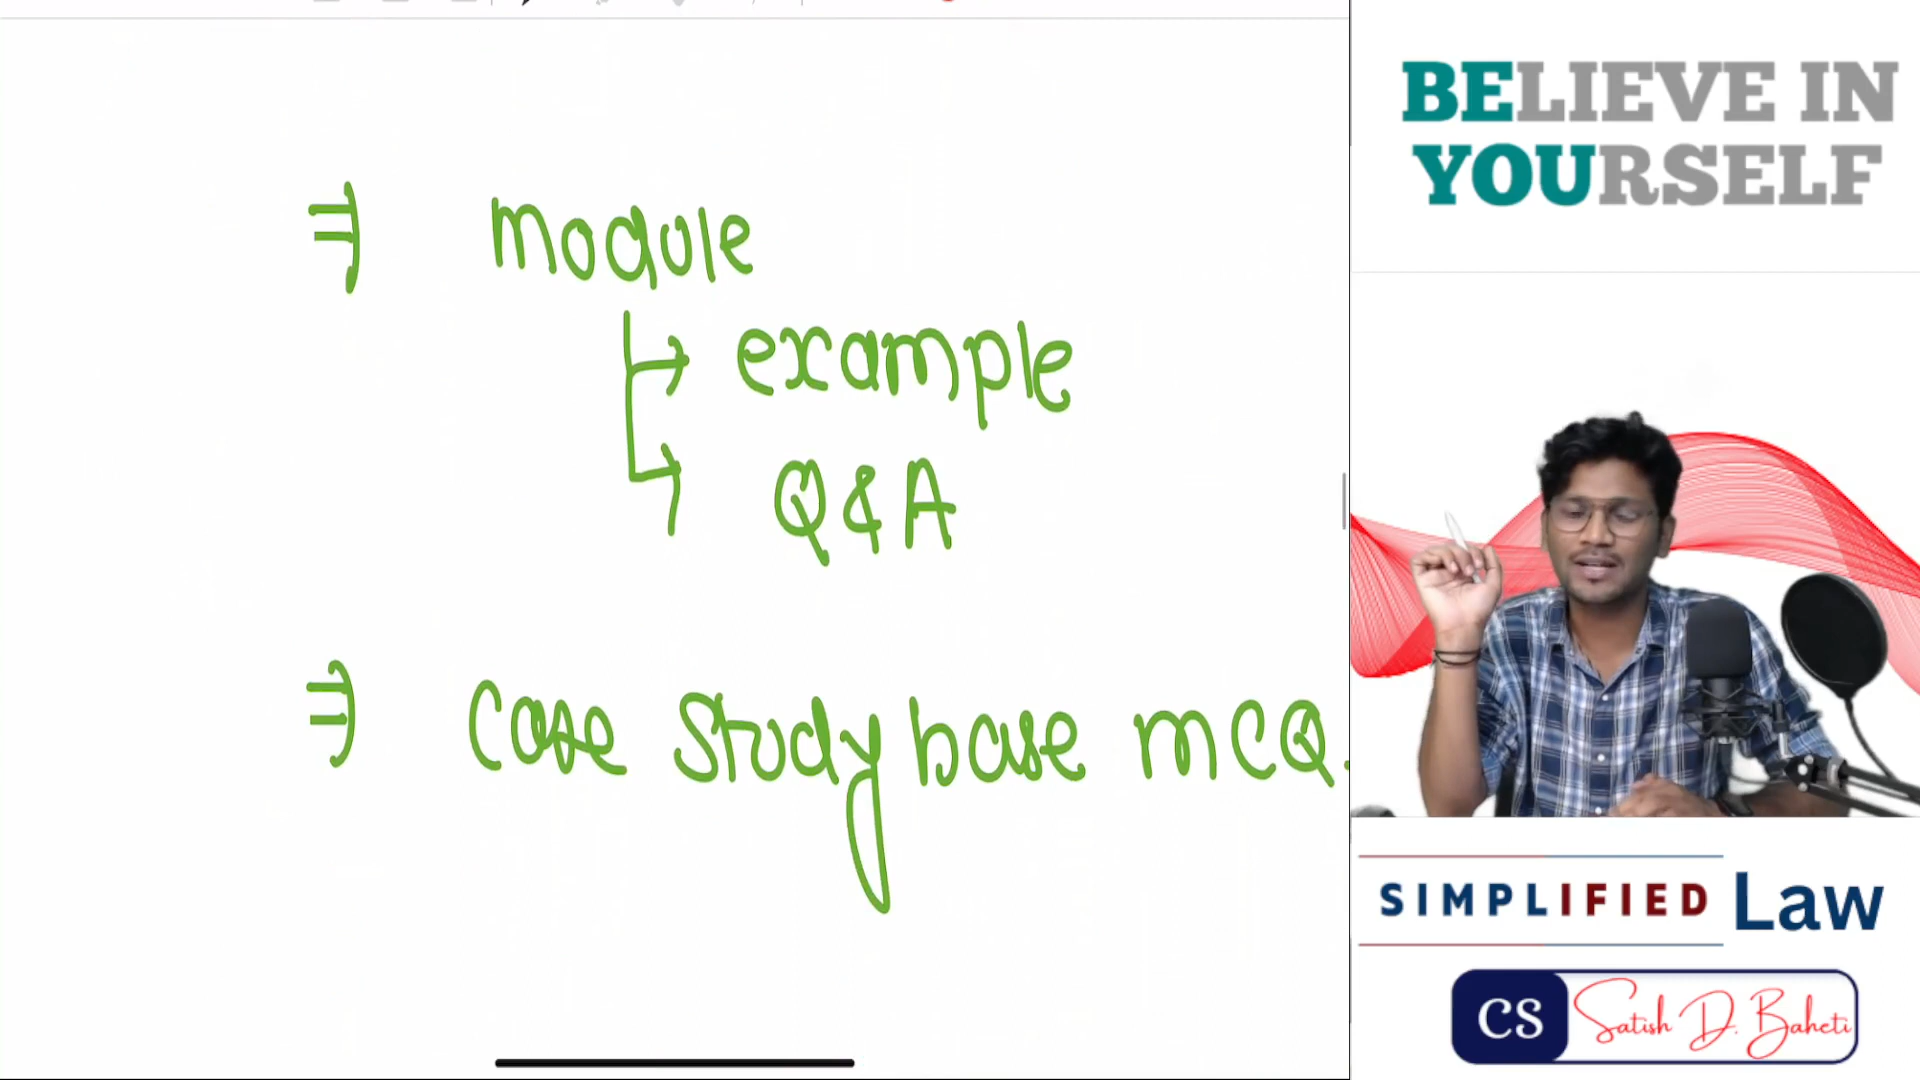 ⇒ module
→ example
→ Q & A
⇒ Case study base MCQ.
BELIEVE IN
YOURSELF
SIMPLIFIED Law
CS Satish D. Baheti